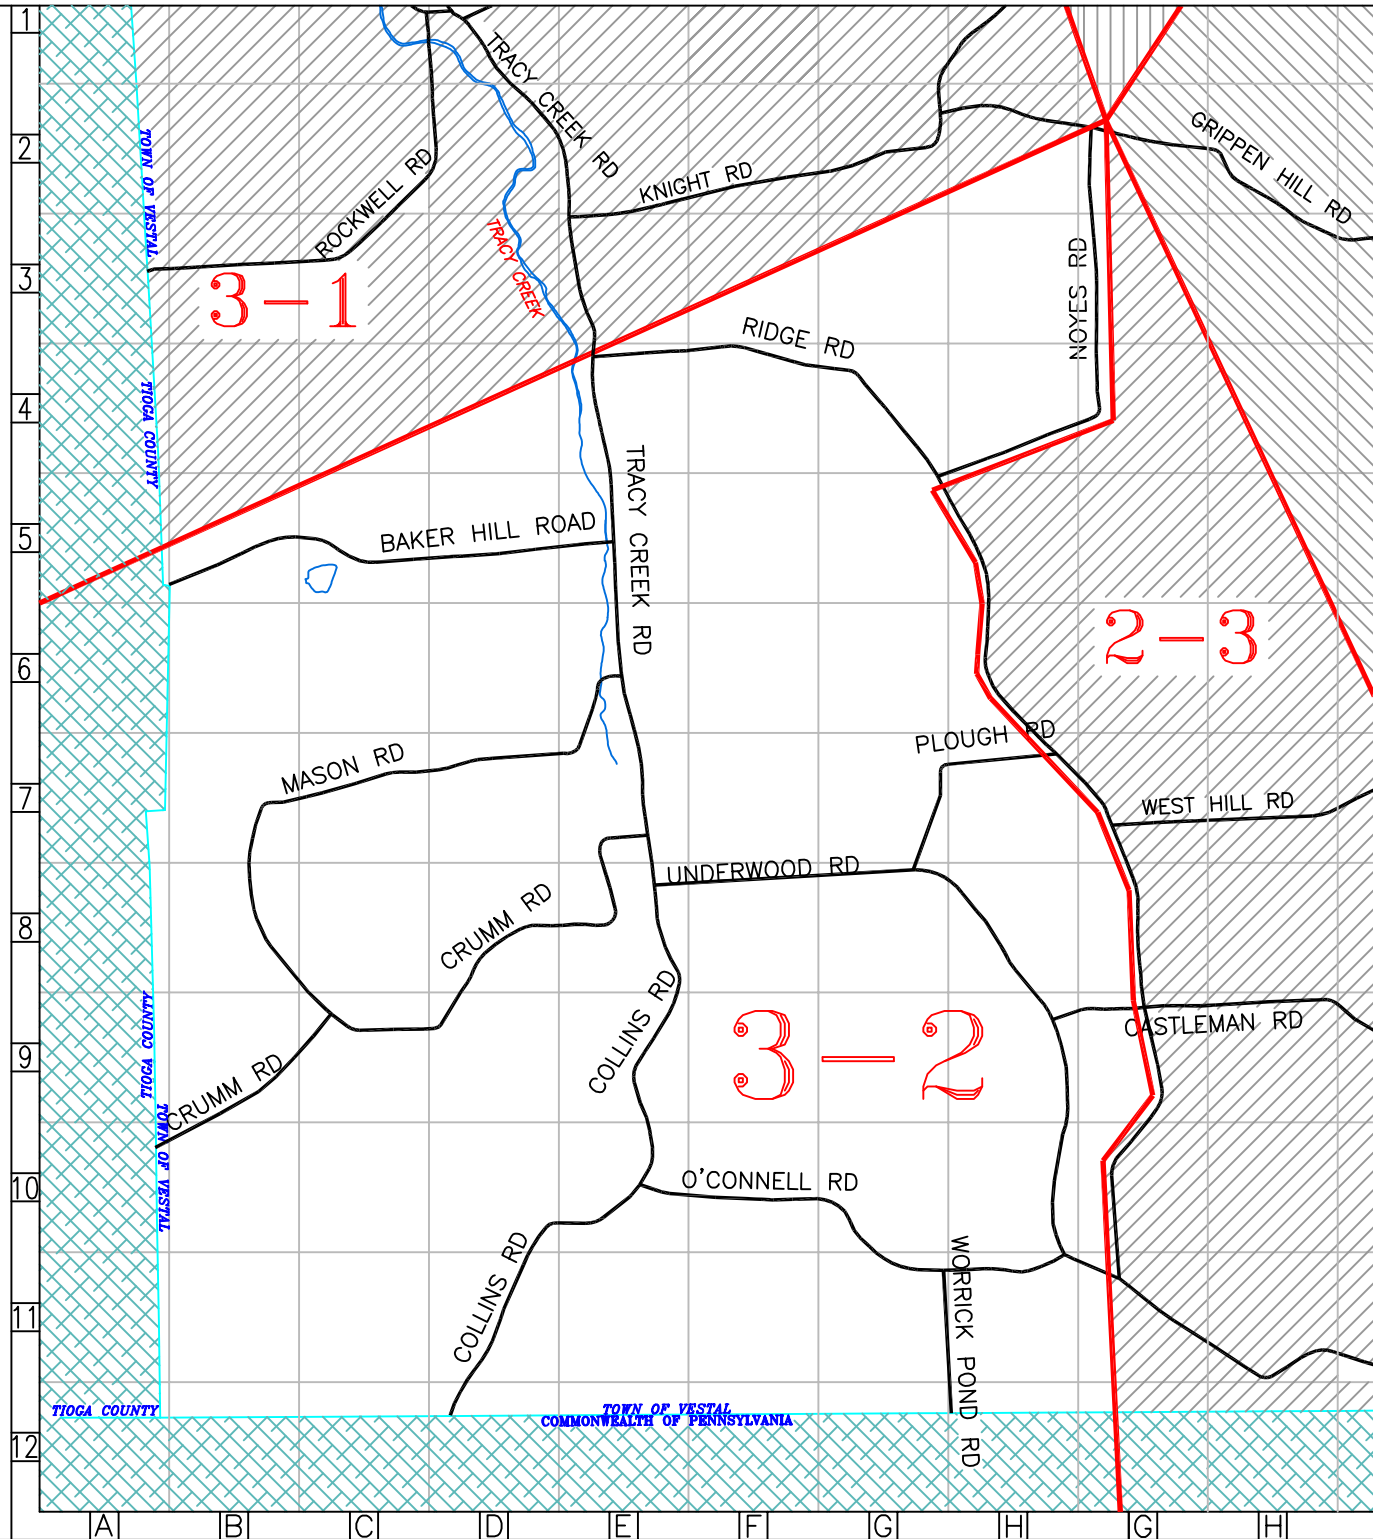 1
2
3
4
5
6
7
8
9
10
11
12
TRACY CREEK RD
TOWN OF VESTAL
ROCKWELL RD
KNIGHT RD
GRIPPEN HILL RD
TRACY CREEK
NOYES RD
3-1
RIDGE RD
TIOGA COUNTY
TRACY CREEK RD
BAKER HILL ROAD
2-3
PLOUGH RD
MASON RD
WEST HILL RD
UNDERWOOD RD
CRUMM RD
COLLINS RD
3-2
CASTLEMAN RD
TIOGA COUNTY
TOWN OF VESTAL
CRUMM RD
O'CONNELL RD
COLLINS RD
WORRICK POND RD
TIOGA COUNTY
TOWN OF VESTAL
COMMONWEALTH OF PENNSYLVANIA
A B C D E F G H G H